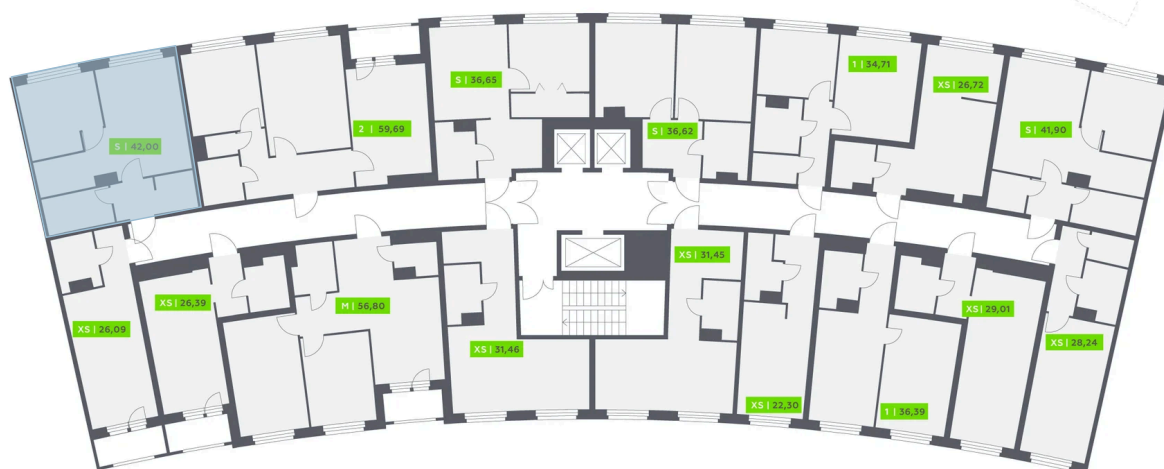 S | 42,00
2 | 59,69
S | 36,65
S | 36,62
1 | 34,71
XS | 26,72
S | 41,90
XS | 26,09
XS | 26,39
M | 56,80
XS | 31,46
XS | 31,45
XS | 22,30
1 | 36,39
XS | 29,01
XS | 28,24